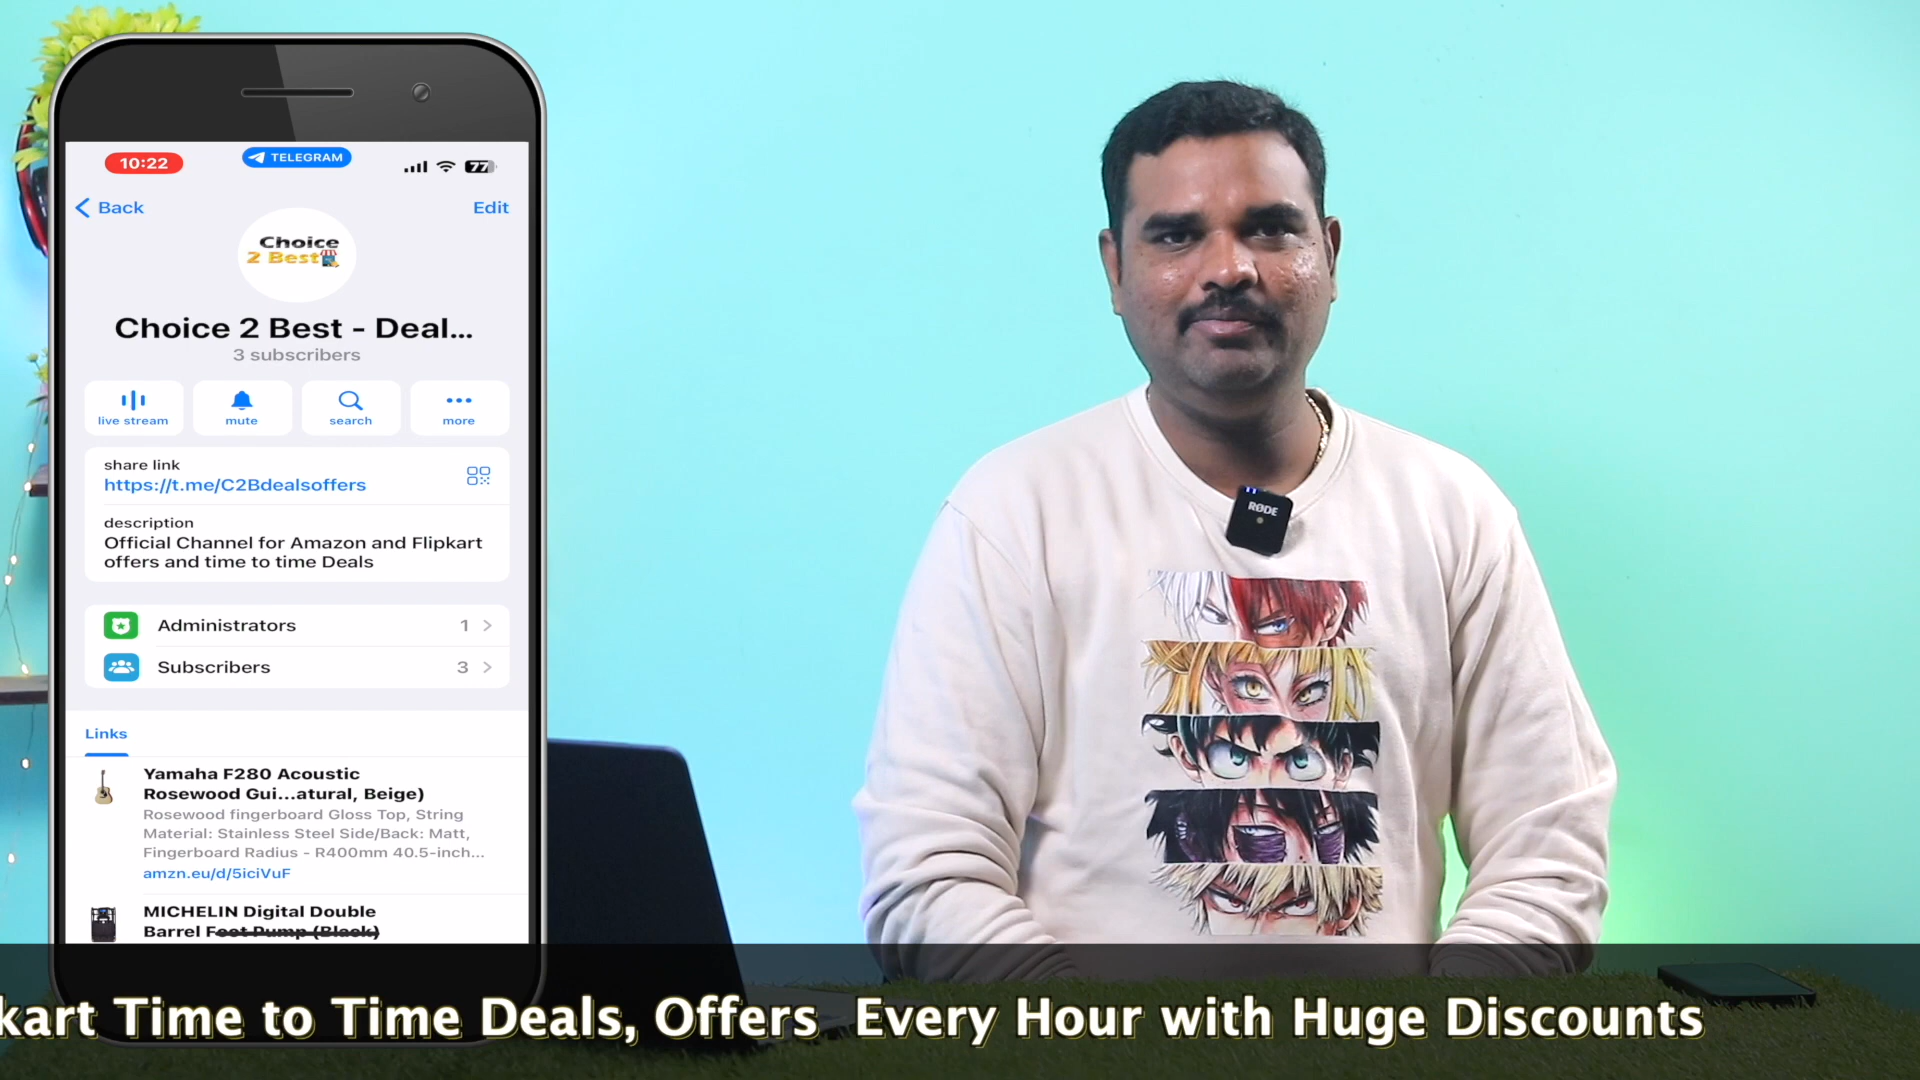 10:22
TELEGRAM
77
Back
Edit
Choice
2 Best
Choice 2 Best - Deal...
3 subscribers
live stream
mute
search
more
share link
https://t.me/C2Bdealsoffers
description
Official Channel for Amazon and Flipkart
offers and time to time Deals
Administrators
1
Subscribers
3
Links
Yamaha F280 Acoustic
Rosewood Gui...atural, Beige)
Rosewood fingerboard Gloss Top, String
Material: Stainless Steel Side/Back: Matt,
Fingerboard Radius - R400mm 40.5-inch...
amzn.eu/d/5iciVuF
MICHELIN Digital Double
Barrel Foot Pump (Black)
RØDE
kart Time to Time Deals, Offers Every Hour with Huge Discounts